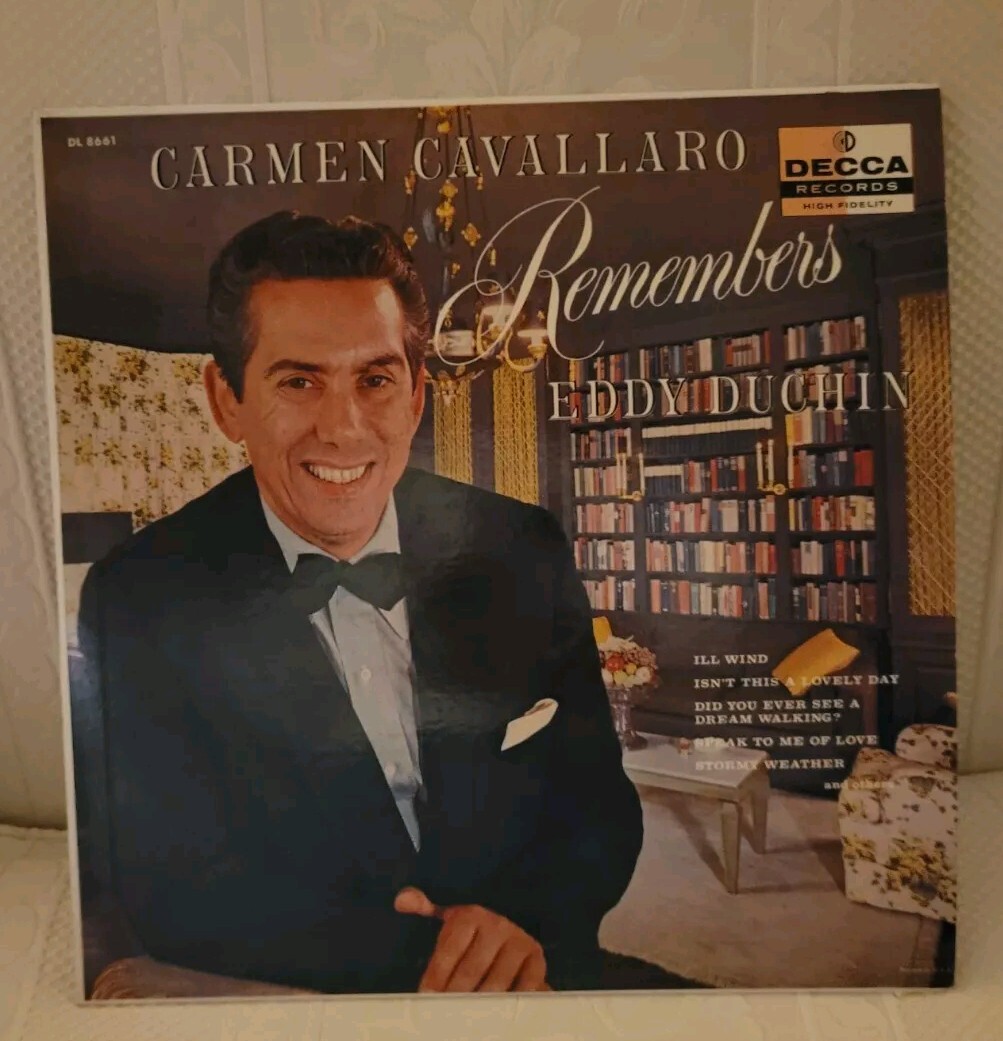 DL 8661
CARMEN CAVALLARO
DECCA
RECORDS
HIGH FIDELITY
Remembers
EDDY DUCHIN
ILL WIND
ISN'T THIS A LOVELY DAY
DID YOU EVER SEE A
DREAM WALKING?
SPEAK TO ME OF LOVE
STORMY WEATHER
and others